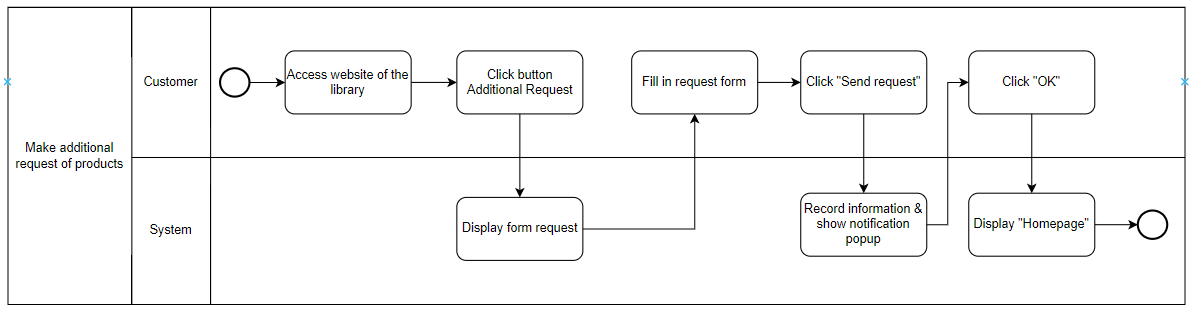 Make additional
request of products
Customer
System
Access website of the
library
Click button
Additional Request
Display form request
Fill in request form
Click "Send request"
Record information &
show notification
popup
Click "OK"
Display "Homepage"